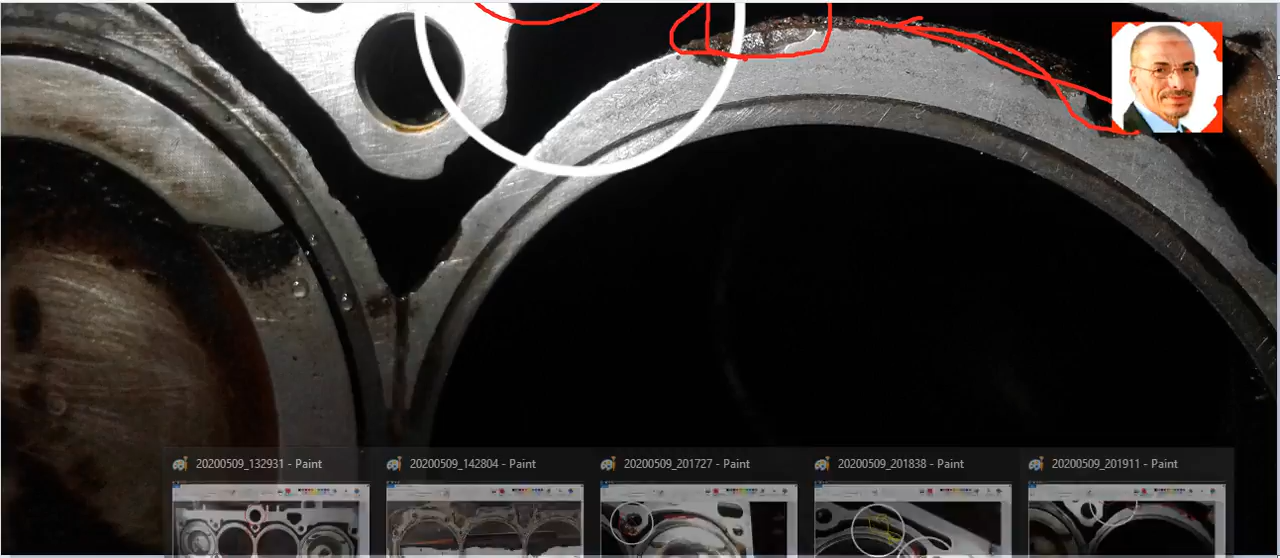 20200509_132931 - Paint
20200509_142804 - Paint
20200509_201727 - Paint
20200509_201838 - Paint
20200509_201911 - Paint